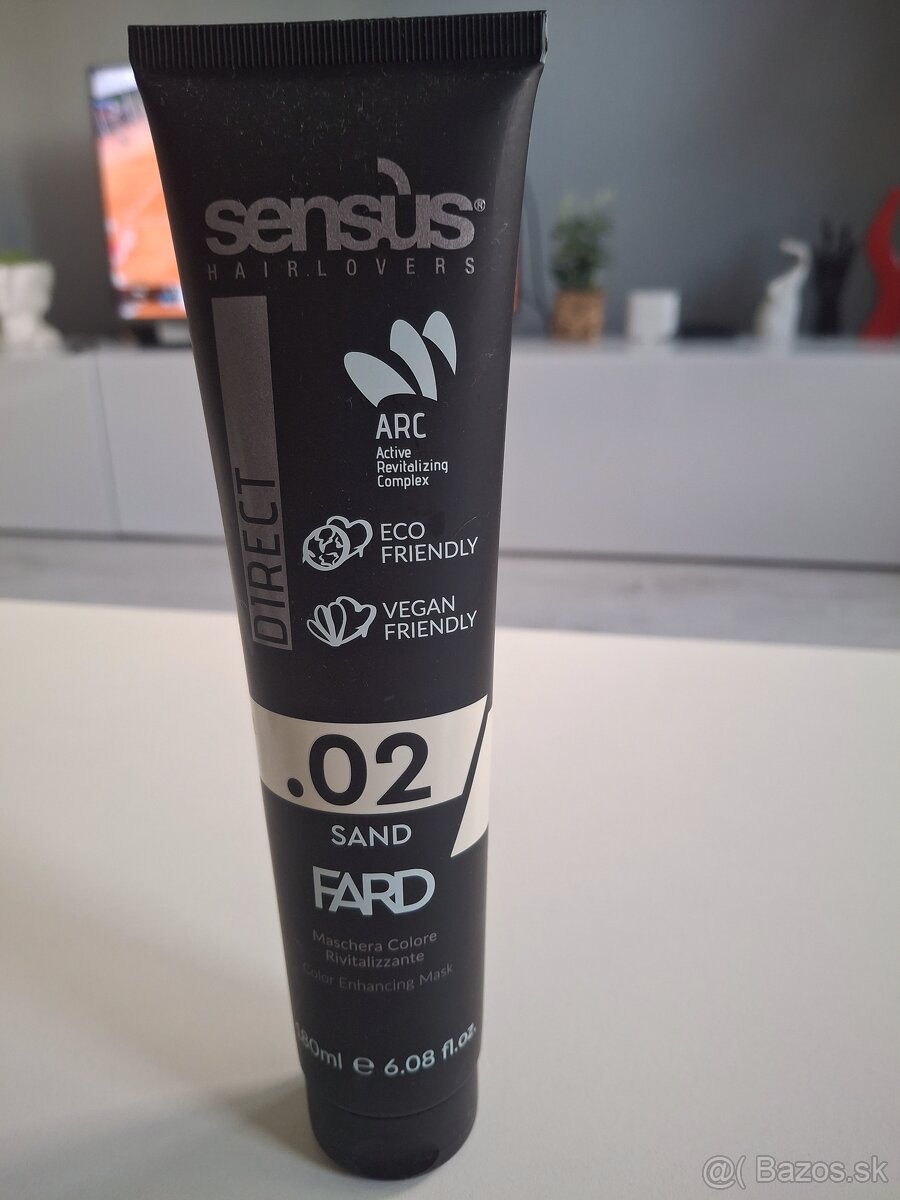 sensùs®
HAIRLOVERS
DIRECT
ARC
Active
Revitalizing
Complex
ECO
FRIENDLY
VEGAN
FRIENDLY
.02
SAND
FARD
Maschera Colore
Rivitalizzante
Color Enhancing Mask
180ml e 6.08 fl.oz.
@( Bazos.sk